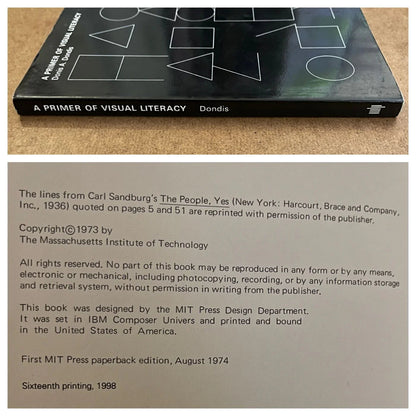 A PRIMER OF VISUAL LITERACY
Donis A. Dondis
A PRIMER OF VISUAL LITERACY Dondis
The lines from Carl Sandburg's The People, Yes (New York: Harcourt, Brace and Company,
Inc., 1936) quoted on pages 5 and 51 are reprinted with permission of the publisher.
Copyright©1973 by
The Massachusetts Institute of Technology
All rights reserved. No part of this book may be reproduced in any form or by any means,
electronic or mechanical, including photocopying, recording, or by any information storage
and retrieval system, without permission in writing from the publisher.
This book was designed by the MIT Press Design Department.
It was set in IBM Composer Univers and printed and bound
in the United States of America.
First MIT Press paperback edition, August 1974
Sixteenth printing, 1998